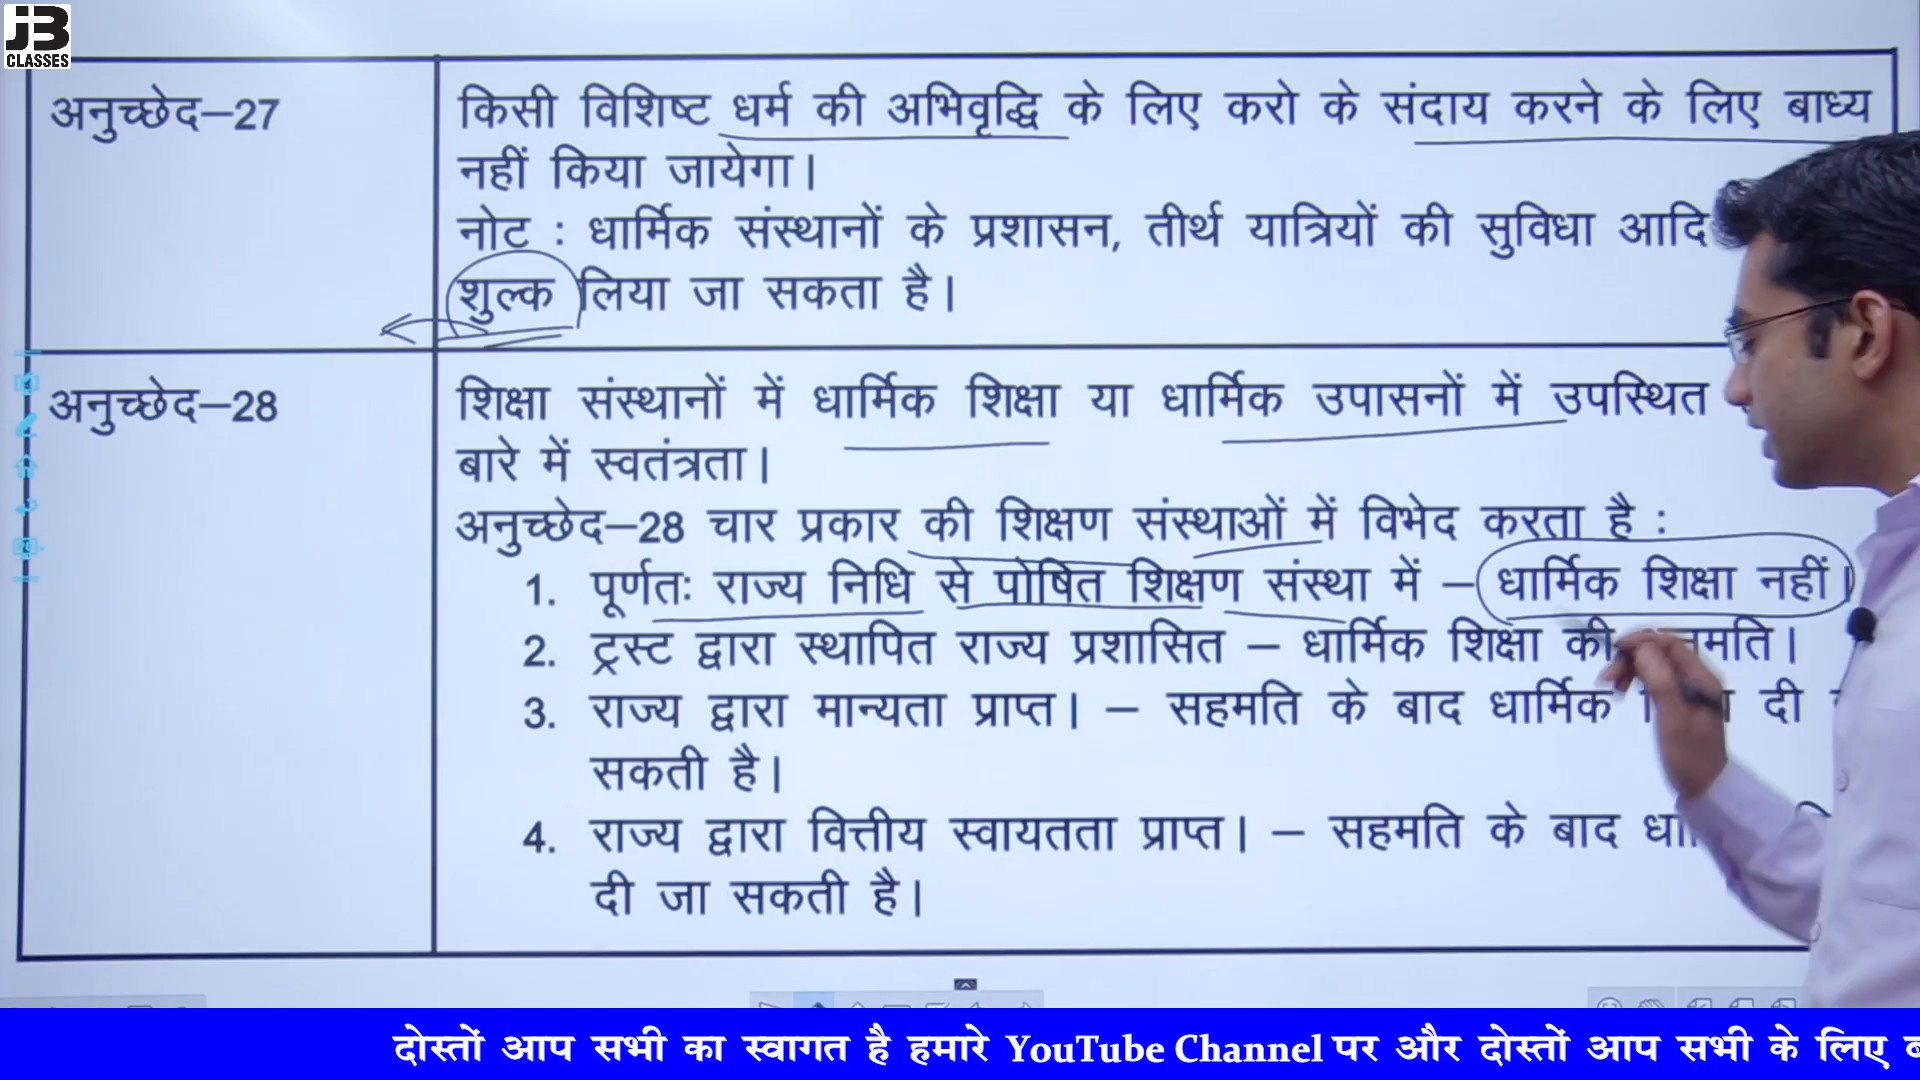 JB
CLASSES
अनुच्छेद–27
किसी विशिष्ट धर्म की अभिवृद्धि के लिए करो के संदाय करने के लिए बाध्य
नहीं किया जायेगा।
नोट : धार्मिक संस्थानों के प्रशासन, तीर्थ यात्रियों की सुविधा आदि
शुल्क लिया जा सकता है।
अनुच्छेद–28
शिक्षा संस्थानों में धार्मिक शिक्षा या धार्मिक उपासनों में उपस्थित
बारे में स्वतंत्रता।
अनुच्छेद–28 चार प्रकार की शिक्षण संस्थाओं में विभेद करता है :
1. पूर्णतः राज्य निधि से पोषित शिक्षण संस्था में – धार्मिक शिक्षा नहीं।
2. ट्रस्ट द्वारा स्थापित राज्य प्रशासित – धार्मिक शिक्षा की
3. राज्य द्वारा मान्यता प्राप्त। – सहमति के बाद धार्मिक दी
सकती है।
4. राज्य द्वारा वित्तीय स्वायतता प्राप्त। – सहमति के बाद
दी जा सकती है।
दोस्तों आप सभी का स्वागत है हमारे YouTube Channel पर और दोस्तों आप सभी के लिए